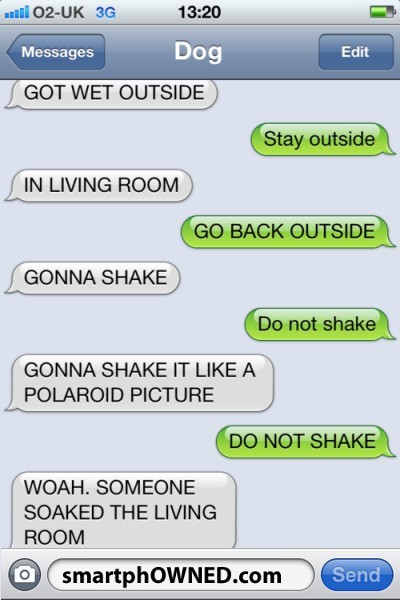 O2-UK 3G 13:20
Messages Dog Edit
GOT WET OUTSIDE
Stay outside
IN LIVING ROOM
GO BACK OUTSIDE
GONNA SHAKE
Do not shake
GONNA SHAKE IT LIKE A
POLAROID PICTURE
DO NOT SHAKE
WOAH. SOMEONE
SOAKED THE LIVING
ROOM
smartphOWNED.com Send